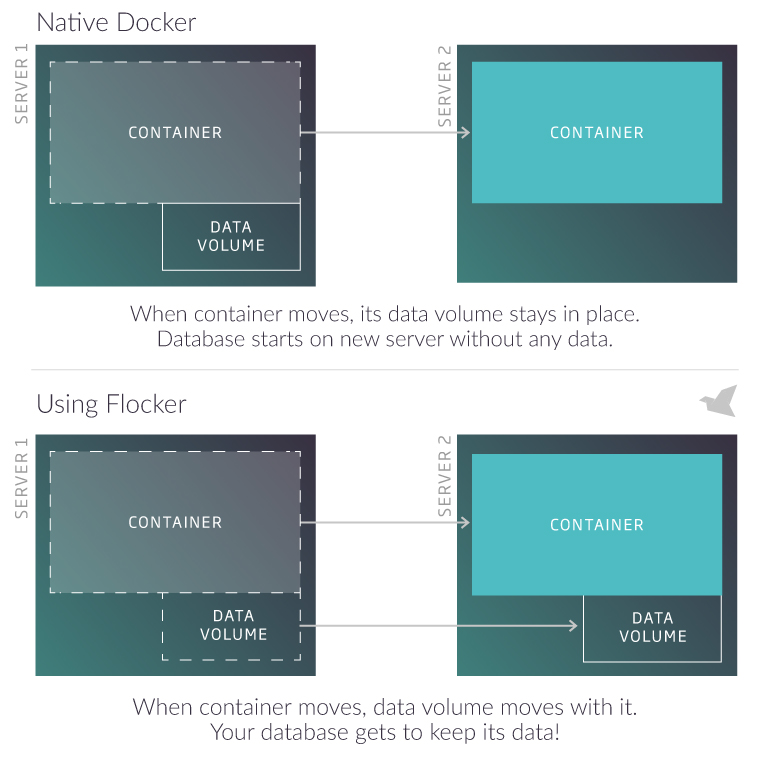 Native Docker
SERVER 1
CONTAINER
DATA
VOLUME
SERVER 2
CONTAINER
When container moves, its data volume stays in place.
Database starts on new server without any data.
Using Flocker
SERVER 1
CONTAINER
DATA
VOLUME
SERVER 2
CONTAINER
DATA
VOLUME
When container moves, data volume moves with it.
Your database gets to keep its data!